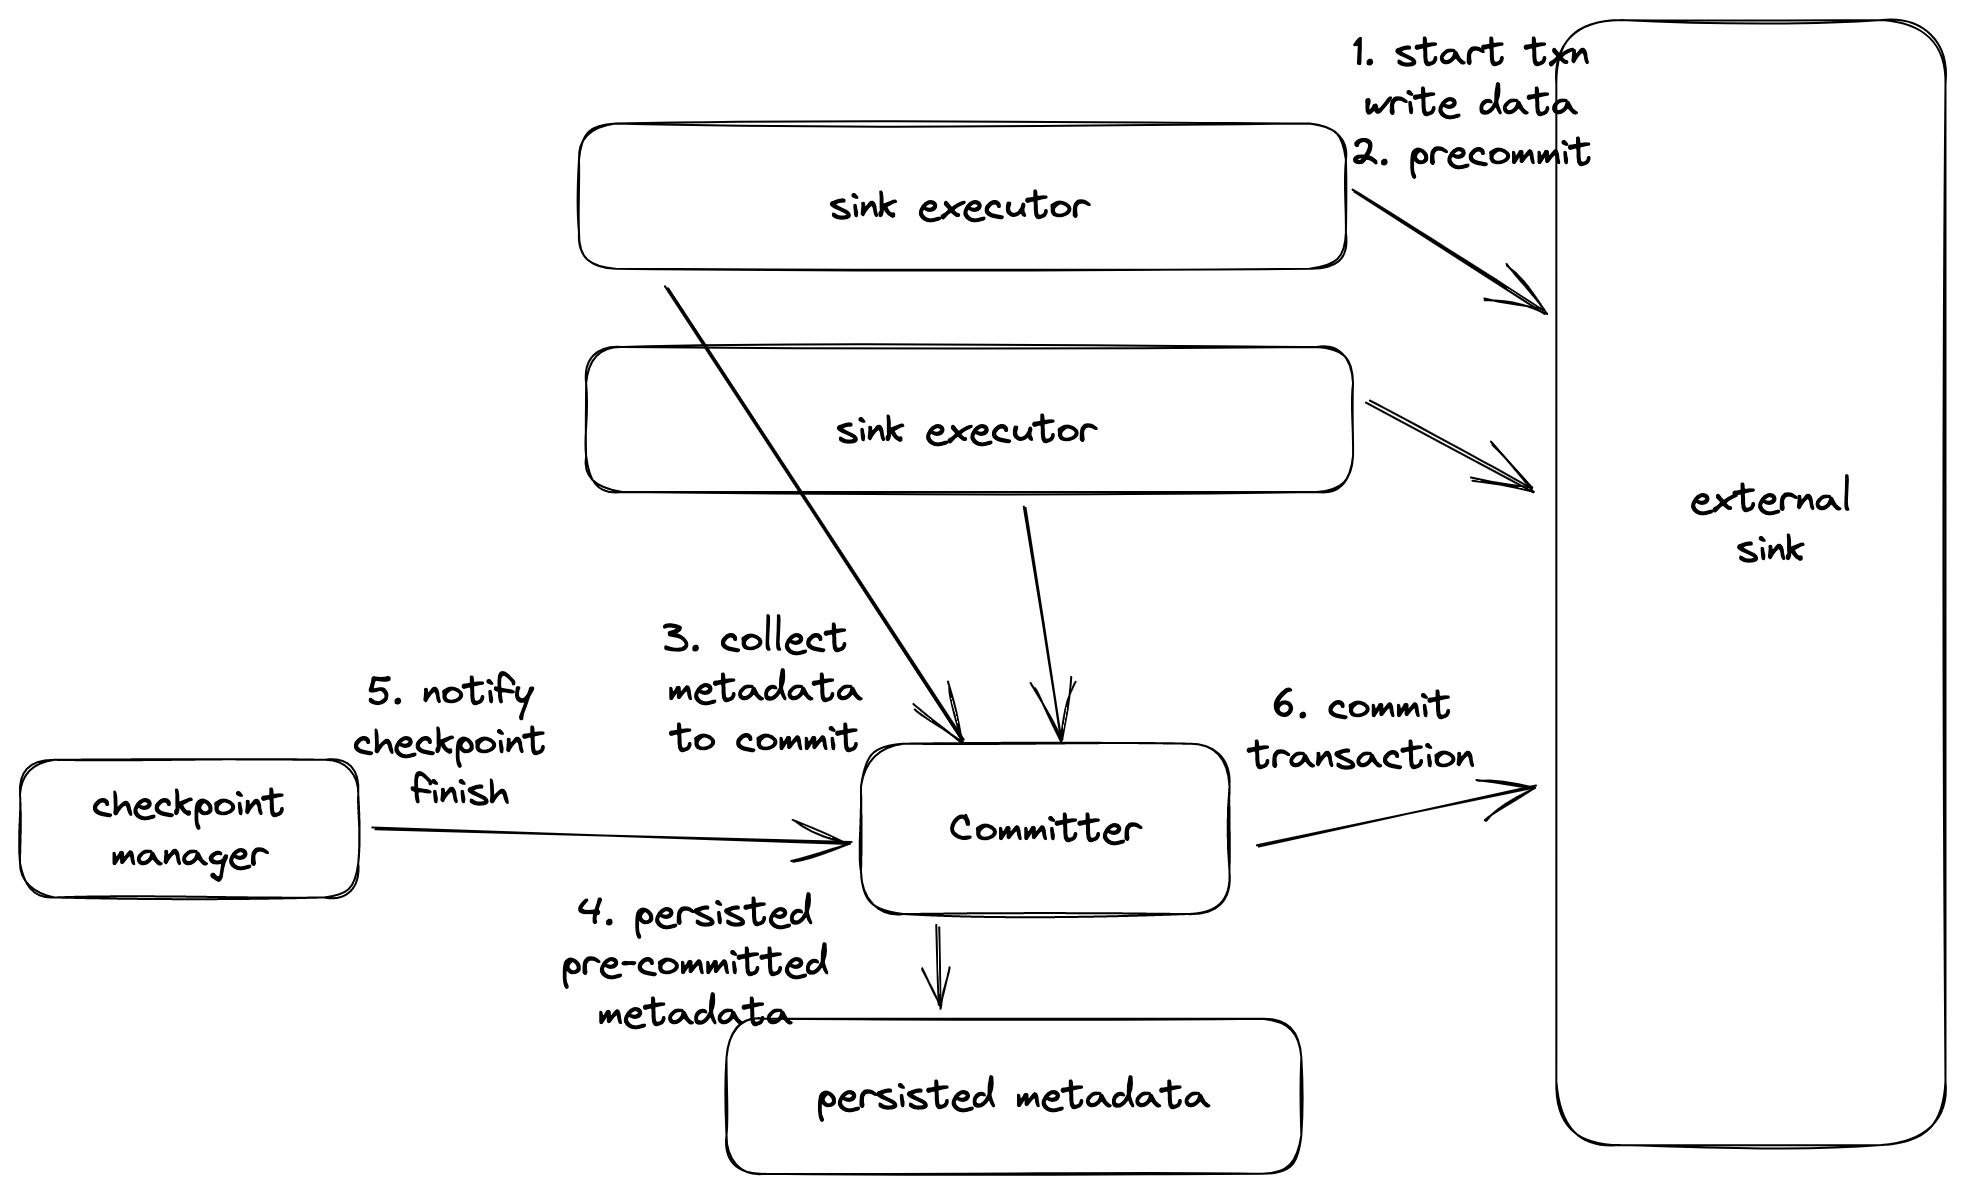 1. start txn
write data
2. precommit
sink executor
sink executor
external
sink
3. collect
metadata
to commit
5. notify
checkpoint
finish
6. commit
transaction
checkpoint
manager
Committer
4. persisted
pre-committed
metadata
persisted metadata